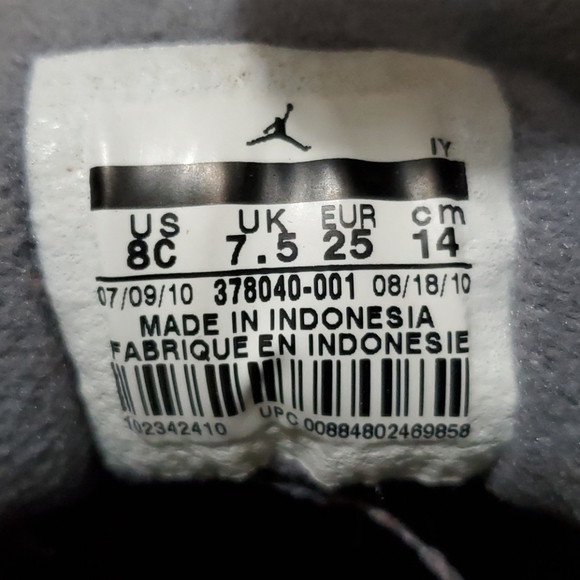 IY
US UK EUR cm
8C 7.5 25 14
07/09/10 378040-001 08/18/10
MADE IN INDONESIA
FABRIQUE EN INDONESIE
102342410 UPC 00884802469858